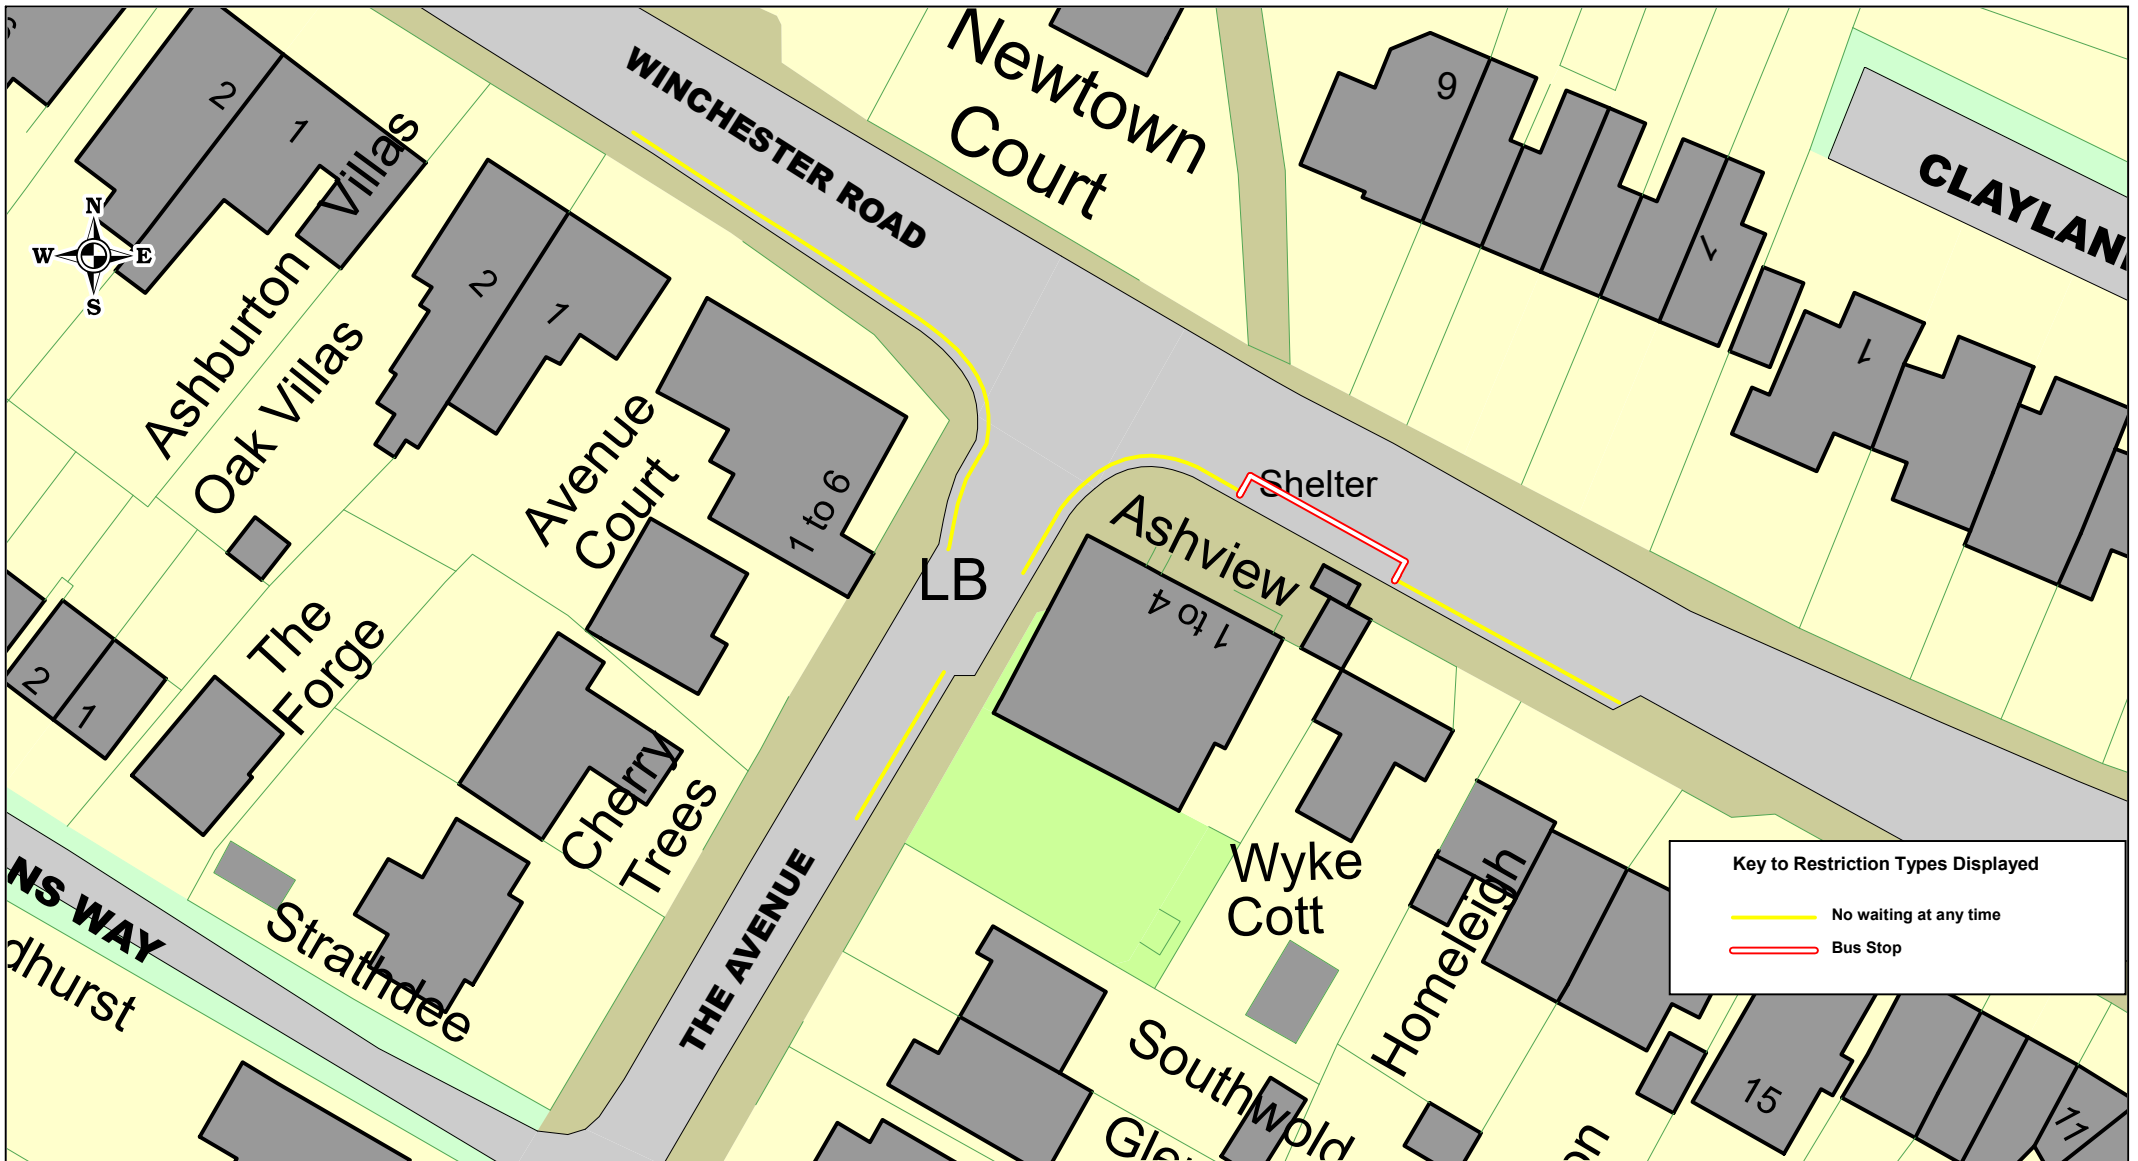 Newtown
Court
WINCHESTER ROAD
9
7
1
CLAYLAN
2
1
Ashburton Villas
N
W E
S
2
1
Oak Villas
Avenue
Court
1 to 6
Shelter
Ashview
1 to 4
LB
The
Forge
2
1
Cherry
Trees
NS WAY
dhurst
Strathdee
THE AVENUE
Wyke
Cott
Homeleigh
Southwold
15
11
Key to Restriction Types Displayed
No waiting at any time
Bus Stop